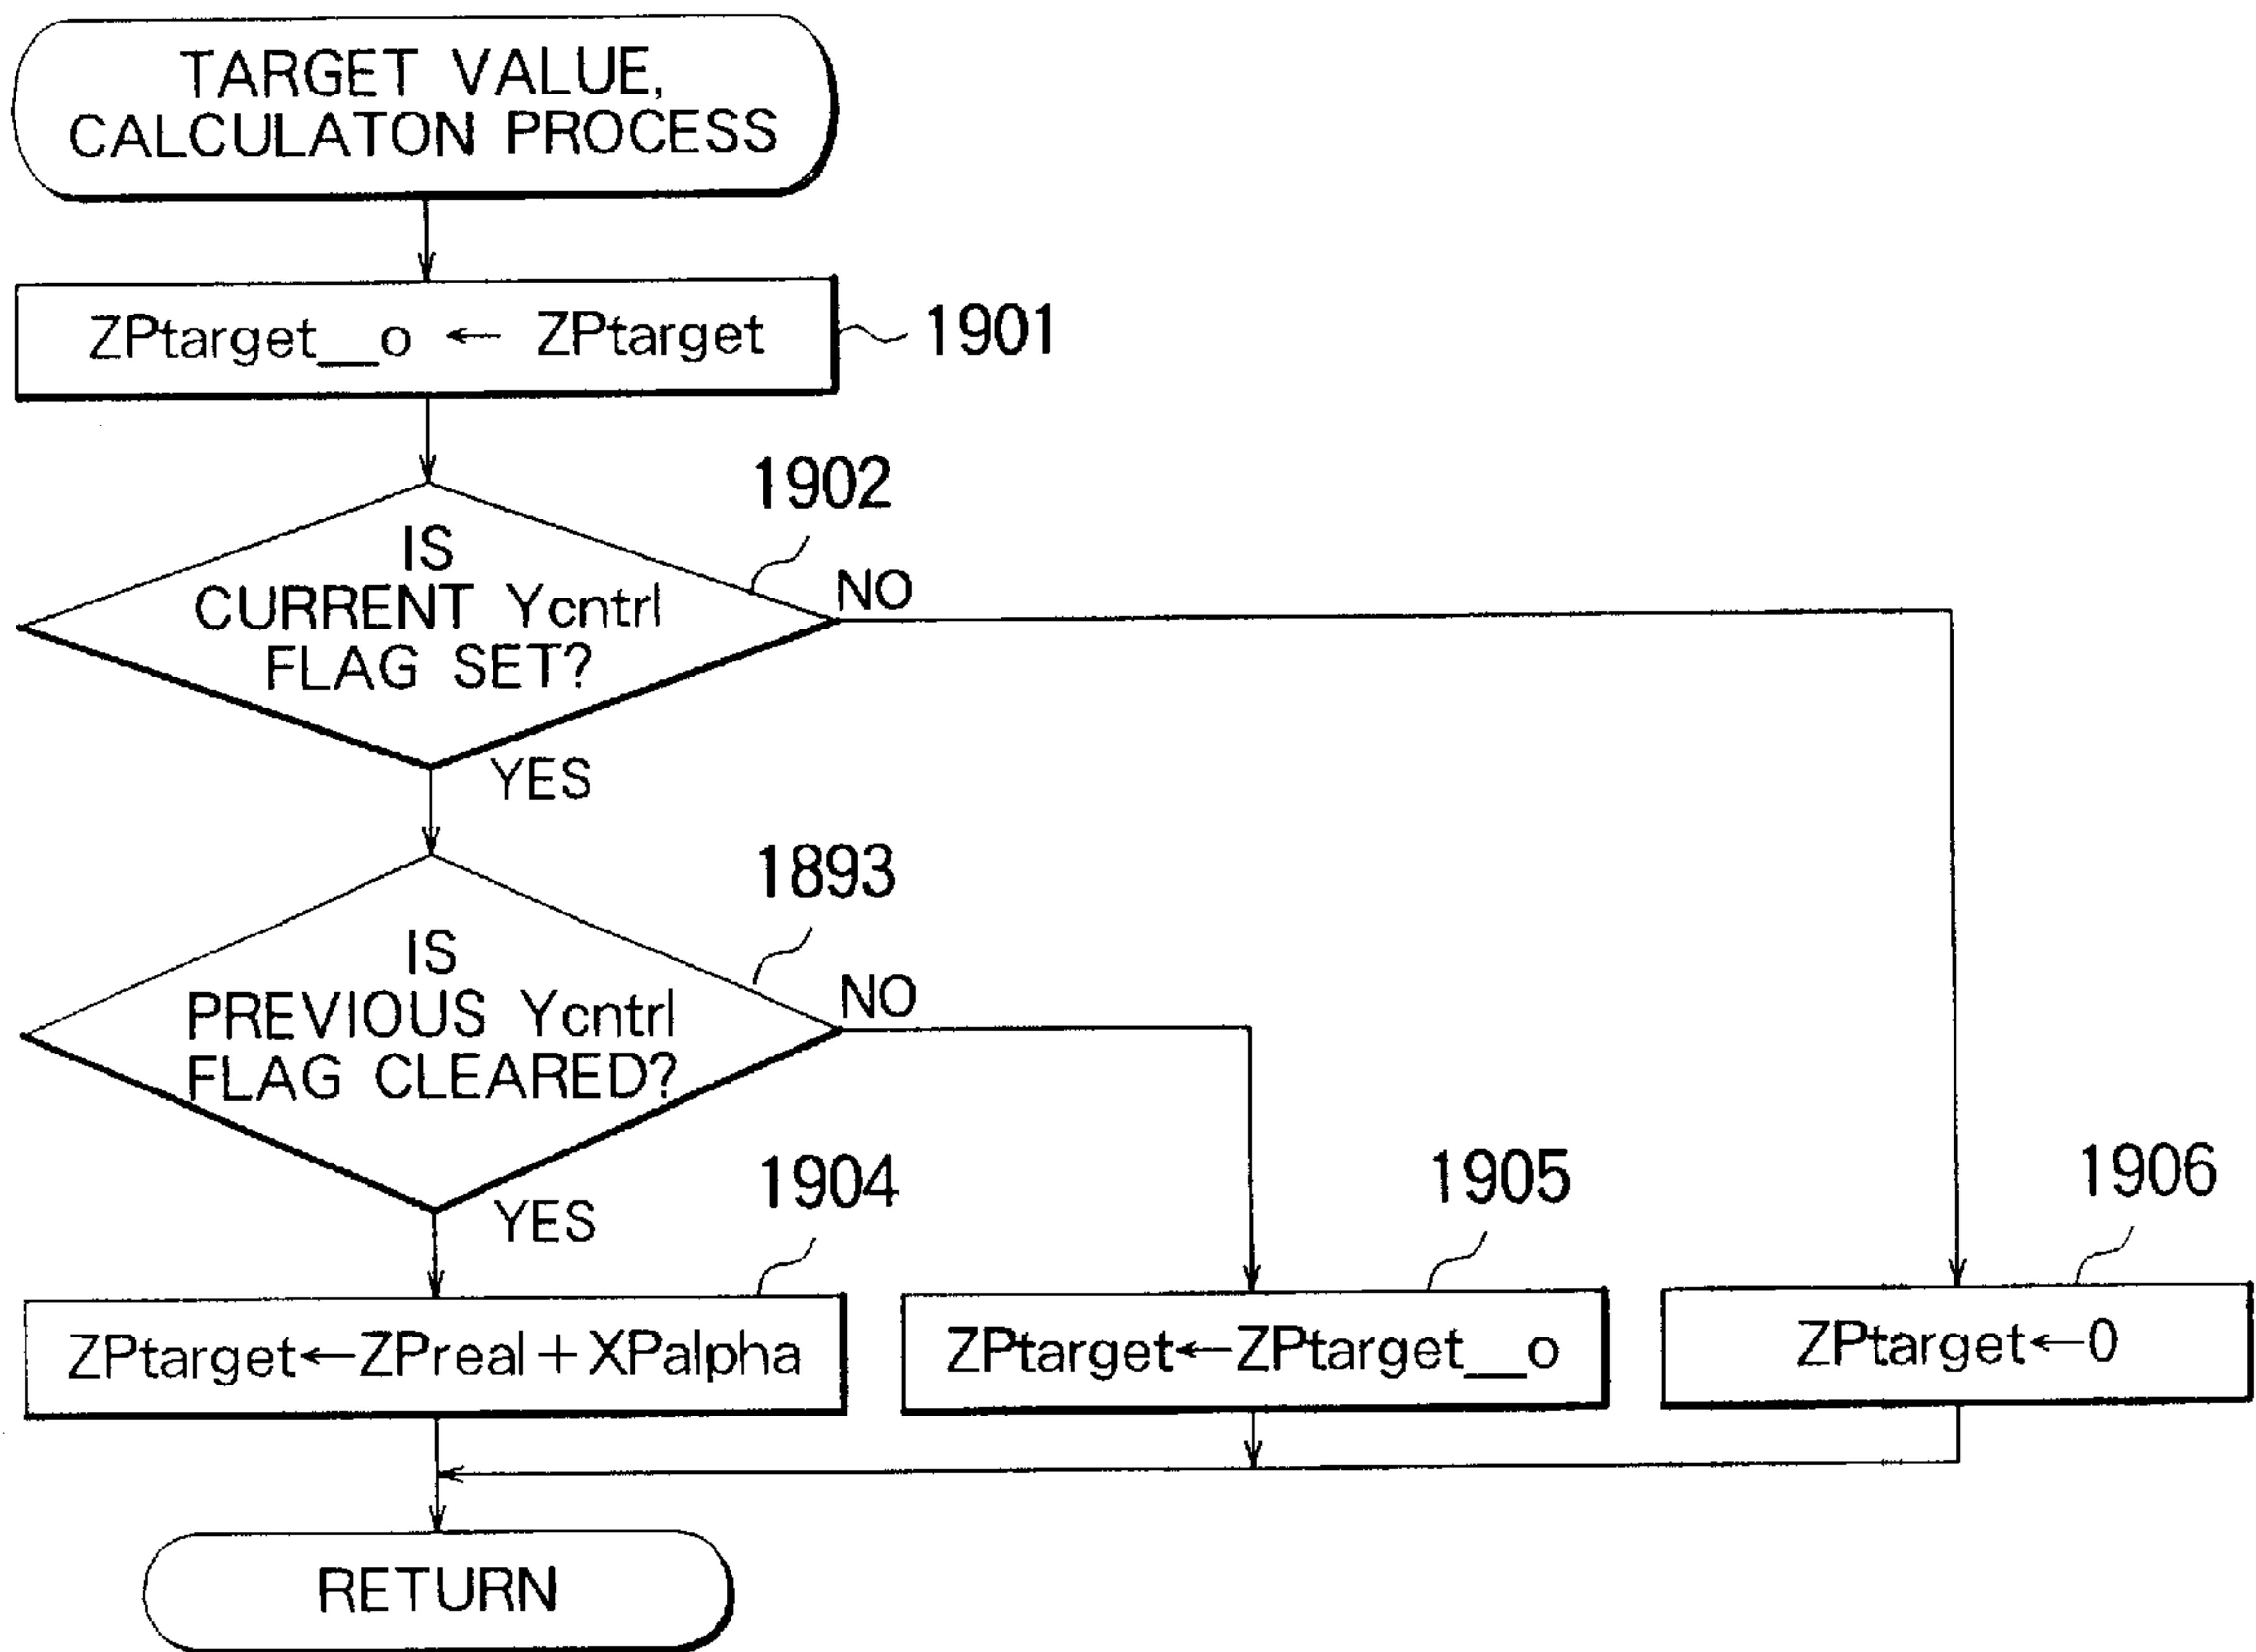 TARGET VALUE,
CALCULATON PROCESS
ZPtarget__o ← ZPtarget
1901
1902
IS
CURRENT Ycntrl
FLAG SET?
NO
YES
1893
IS
PREVIOUS Ycntrl
FLAG CLEARED?
NO
YES
1904
ZPtarget←ZPreal+XPalpha
1905
ZPtarget←ZPtarget__o
1906
ZPtarget←0
RETURN